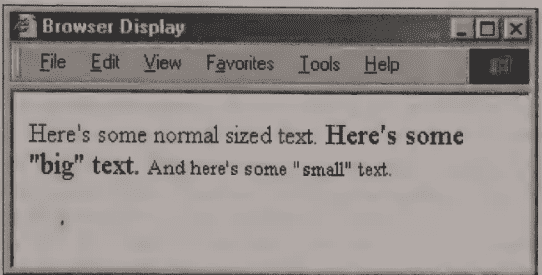 Browser Display
File Edit View Favorites Tools Help
Here's some normal sized text. Here's some
"big" text. And here's some "small" text.